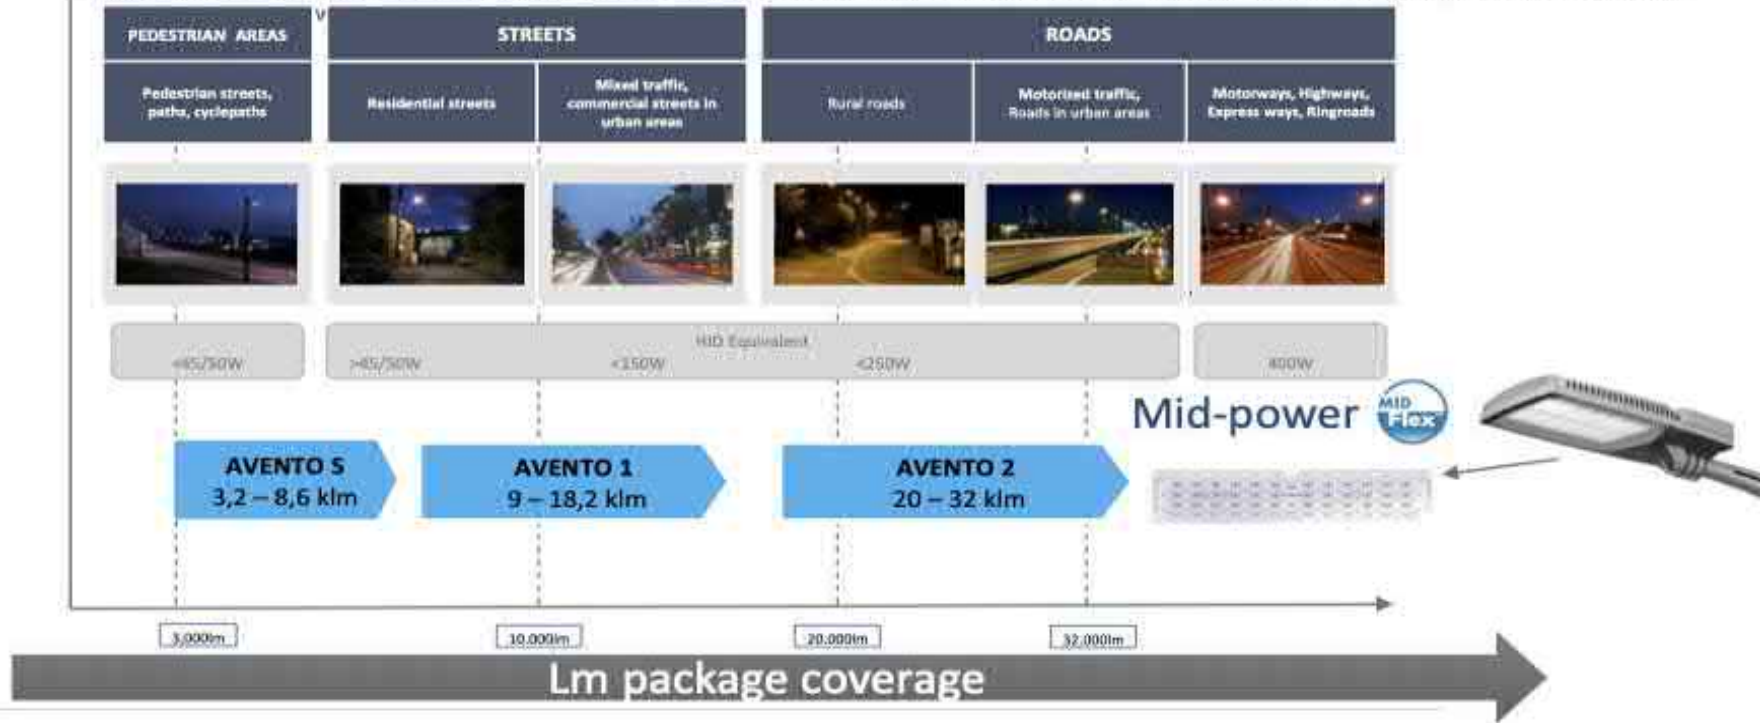 PEDESTRIAN AREAS
STREETS
ROADS
Pedestrian streets,
paths, cyclepaths
Residential streets
Mixed traffic,
commercial streets in
urban areas
Rural roads
Motorised traffic,
Roads in urban areas
Motorways, Highways,
Express ways, Ringroads
HID Equivalent
<45/50W
>45/50W
<150W
<250W
400W
Mid-power
MID
Flex
AVENTO S
3,2 – 8,6 klm
AVENTO 1
9 – 18,2 klm
AVENTO 2
20 – 32 klm
3,000lm
10.000lm
20.000lm
32.000lm
Lm package coverage